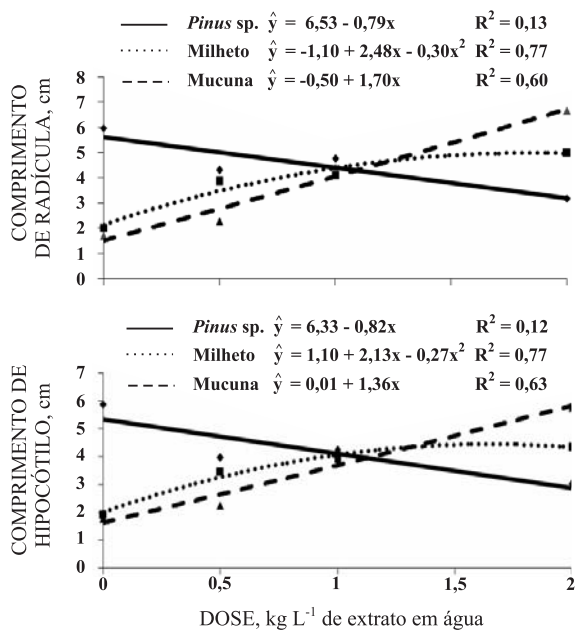 Pinus sp. ŷ = 6,53 - 0,79x R² = 0,13
Milheto ŷ = -1,10 + 2,48x - 0,30x² R² = 0,77
Mucuna ŷ = -0,50 + 1,70x R² = 0,60
COMPRIMENTO
DE RADÍCULA, cm
8
7
6
5
4
3
2
1
0
Pinus sp. ŷ = 6,33 - 0,82x R² = 0,12
Milheto ŷ = 1,10 + 2,13x - 0,27x² R² = 0,77
Mucuna ŷ = 0,01 + 1,36x R² = 0,63
COMPRIMENTO DE
HIPOCÓTILO, cm
7
6
5
4
3
2
1
0
0 0,5 1 1,5 2
DOSE, kg L⁻¹ de extrato em água